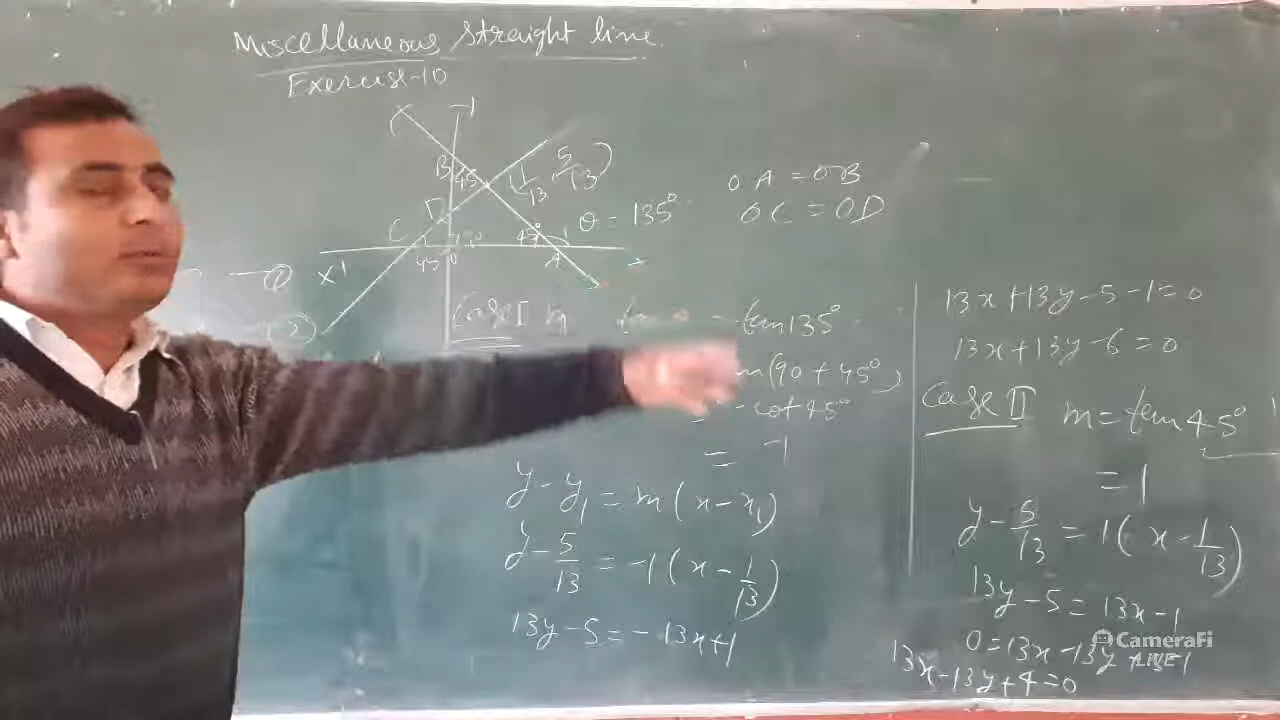 Miscellaneous straight line
Exercise-10
B 45° (1/13, 5/13)
D
C 45° A
X'
θ = 135°
OA = OB
OC = OD
(2)
Case I
= tan 135°
(90 + 45°)
= - cot 45°
= -1
y - y₁ = m(x - x₁)
y - 5/13 = -1(x - 1/13)
13y - 5 = - 13x + 1
13x + 13y - 5 - 1 = 0
13x + 13y - 6 = 0
Case II m = tan 45°
= 1
y - 5/13 = 1(x - 1/13)
13y - 5 = 13x - 1
0 = 13x - 13y + 5 - 1
13x - 13y + 4 = 0
CameraFi
LIVE